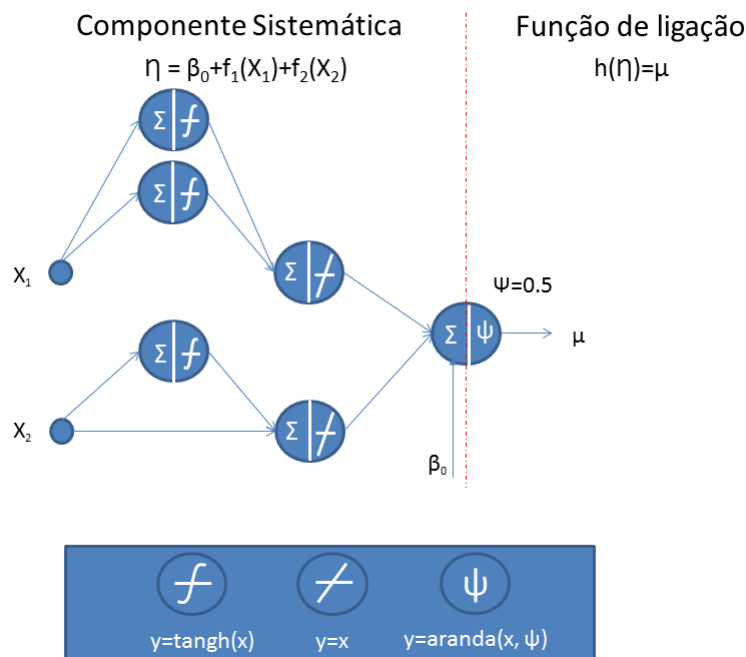 Componente Sistemática
Função de ligação
η = β₀+f₁(X₁)+f₂(X₂)
h(η)=μ
Σ
Σ
X₁
Σ
Ψ=0.5
Σ ψ
μ
Σ
X₂
Σ
β₀
ψ
y=tangh(x)
y=x
y=aranda(x, ψ)